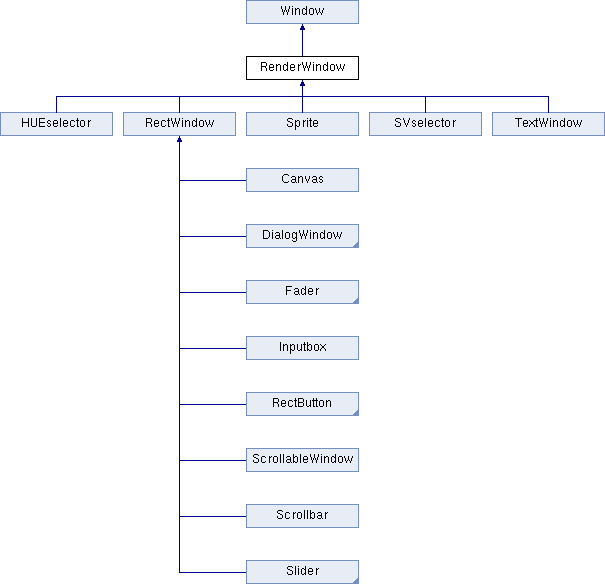 Window
RenderWindow
HUEselector
RectWindow
Sprite
SVselector
TextWindow
Canvas
DialogWindow
Fader
Inputbox
RectButton
ScrollableWindow
Scrollbar
Slider